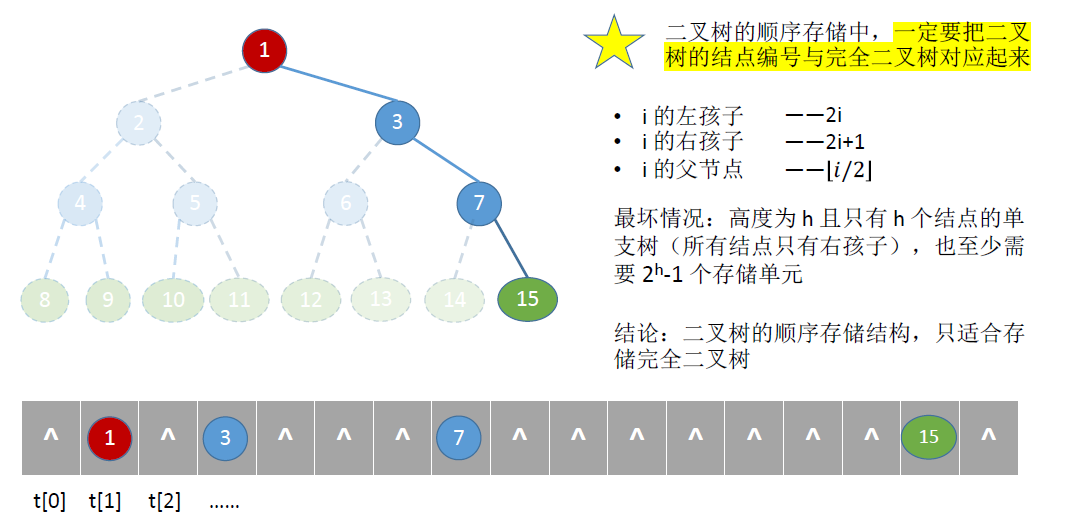 1
2
3
4
5
6
7
8
9
10
11
12
13
14
15
二叉树的顺序存储中，一定要把二叉
树的结点编号与完全二叉树对应起来
• i 的左孩子 ——2i
• i 的右孩子 ——2i+1
• i 的父节点 ——⌊i/2⌋
最坏情况：高度为 h 且只有 h 个结点的单
支树（所有结点只有右孩子），也至少需
要 2ʰ-1 个存储单元
结论：二叉树的顺序存储结构，只适合存
储完全二叉树
^ 1 ^ 3 ^ ^ ^ 7 ^ ^ ^ ^ ^ ^ ^ 15 ^
t[0] t[1] t[2] ……